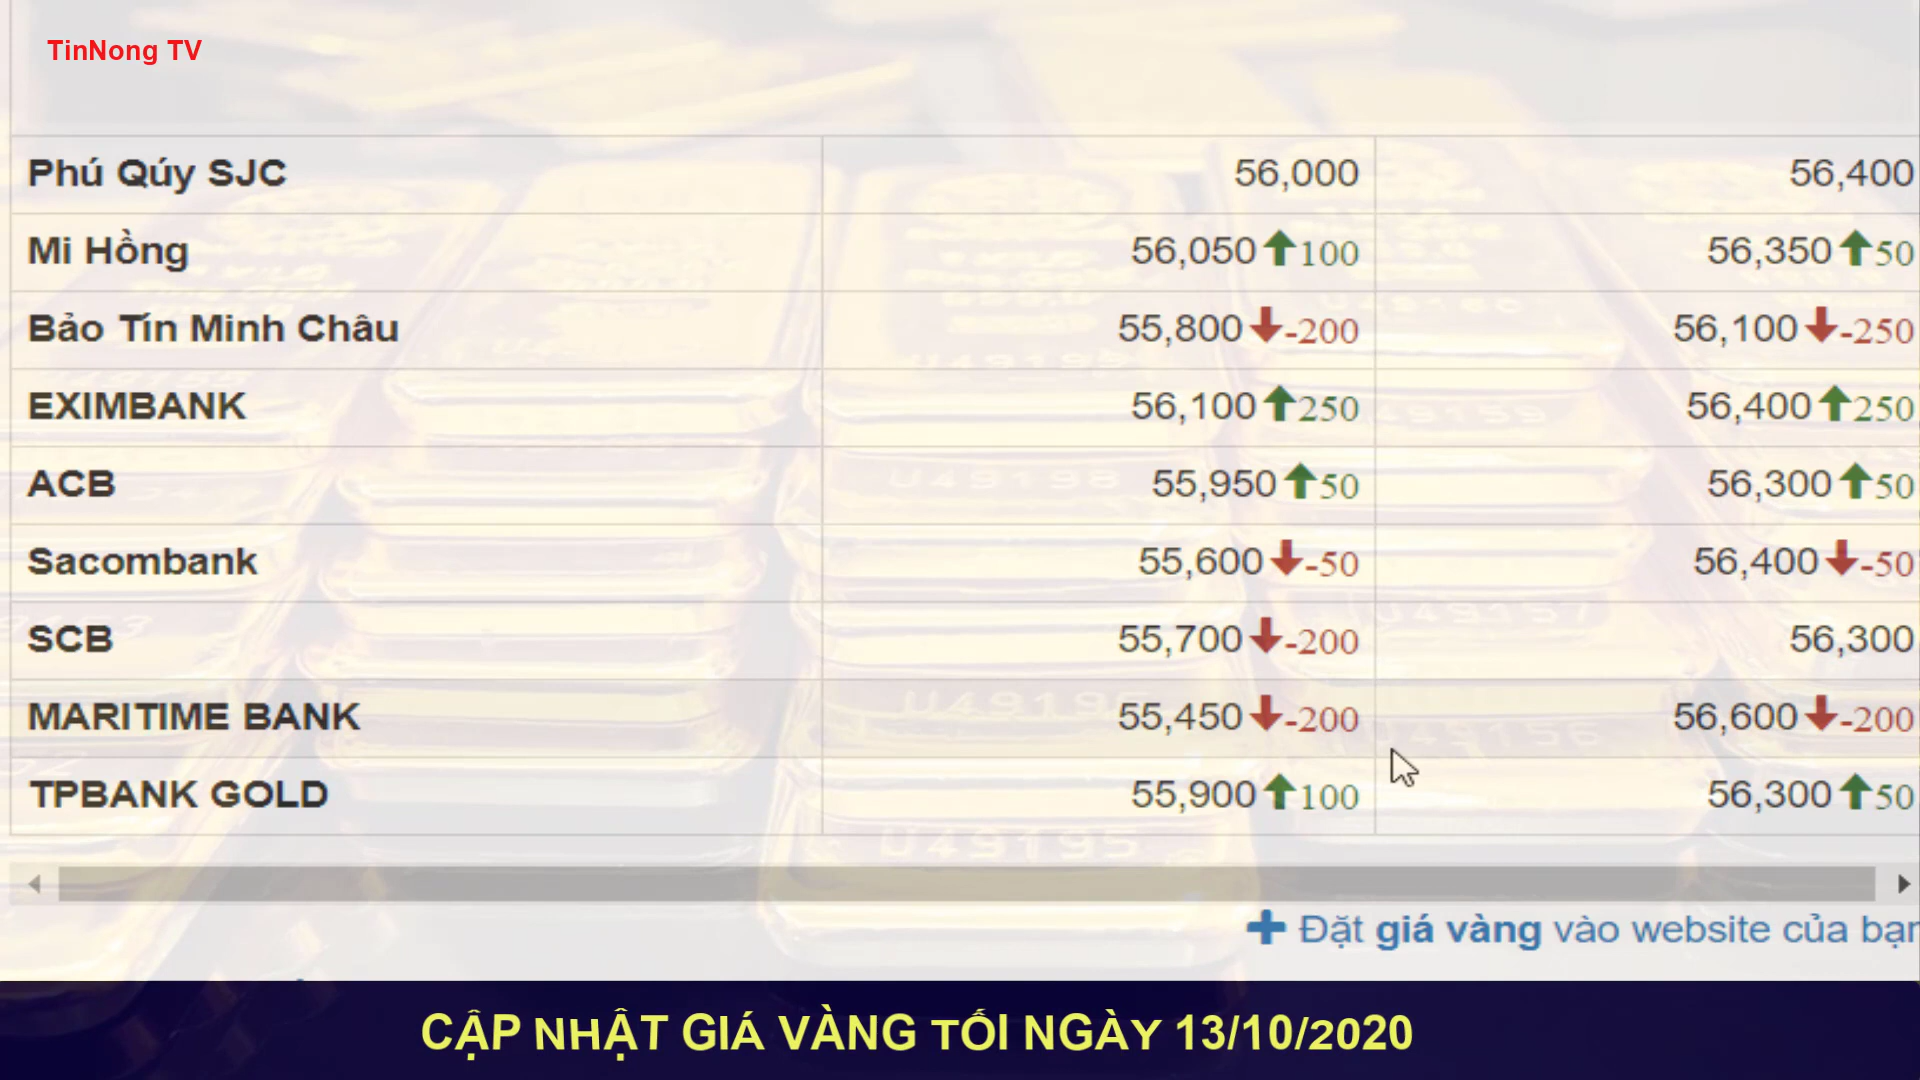 TinNong TV
Phú Qúy SJC 56,000 56,400
Mi Hồng 56,050 100 56,350 50
Bảo Tín Minh Châu 55,800 -200 56,100 -250
EXIMBANK 56,100 250 56,400 250
ACB 55,950 50 56,300 50
Sacombank 55,600 -50 56,400 -50
SCB 55,700 -200 56,300
MARITIME BANK 55,450 -200 56,600 -200
TPBANK GOLD 55,900 100 56,300 50
U49198
U49195
Đặt giá vàng vào website của bạn
CẬP NHẬT GIÁ VÀNG TỐI NGÀY 13/10/2020